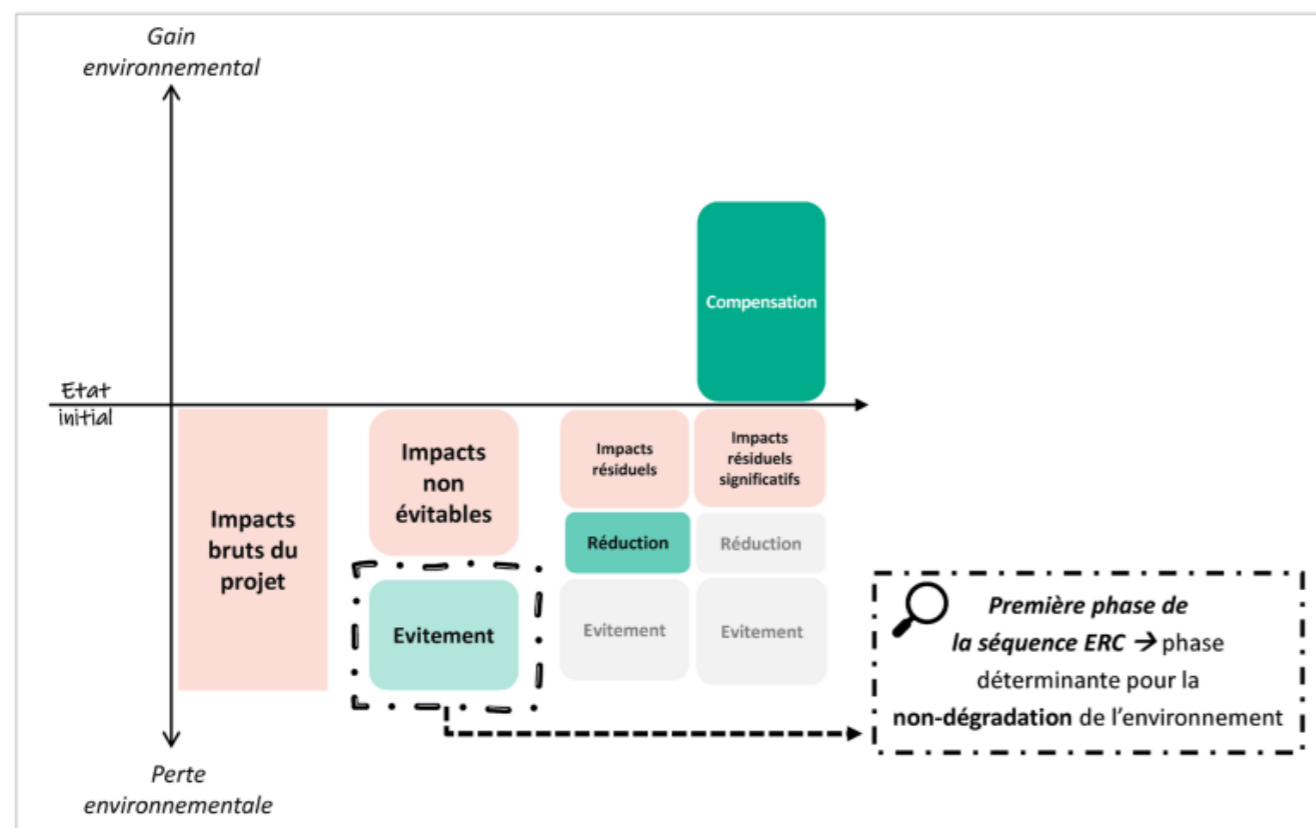 Gain
environnemental
Compensation
Etat
initial
Impacts
bruts du
projet
Impacts
non
évitables
Evitement
Impacts
résiduels
Réduction
Evitement
Impacts
résiduels
significatifs
Réduction
Evitement
Première phase de
la séquence ERC → phase
déterminante pour la
non-dégradation de l’environnement
Perte
environnementale